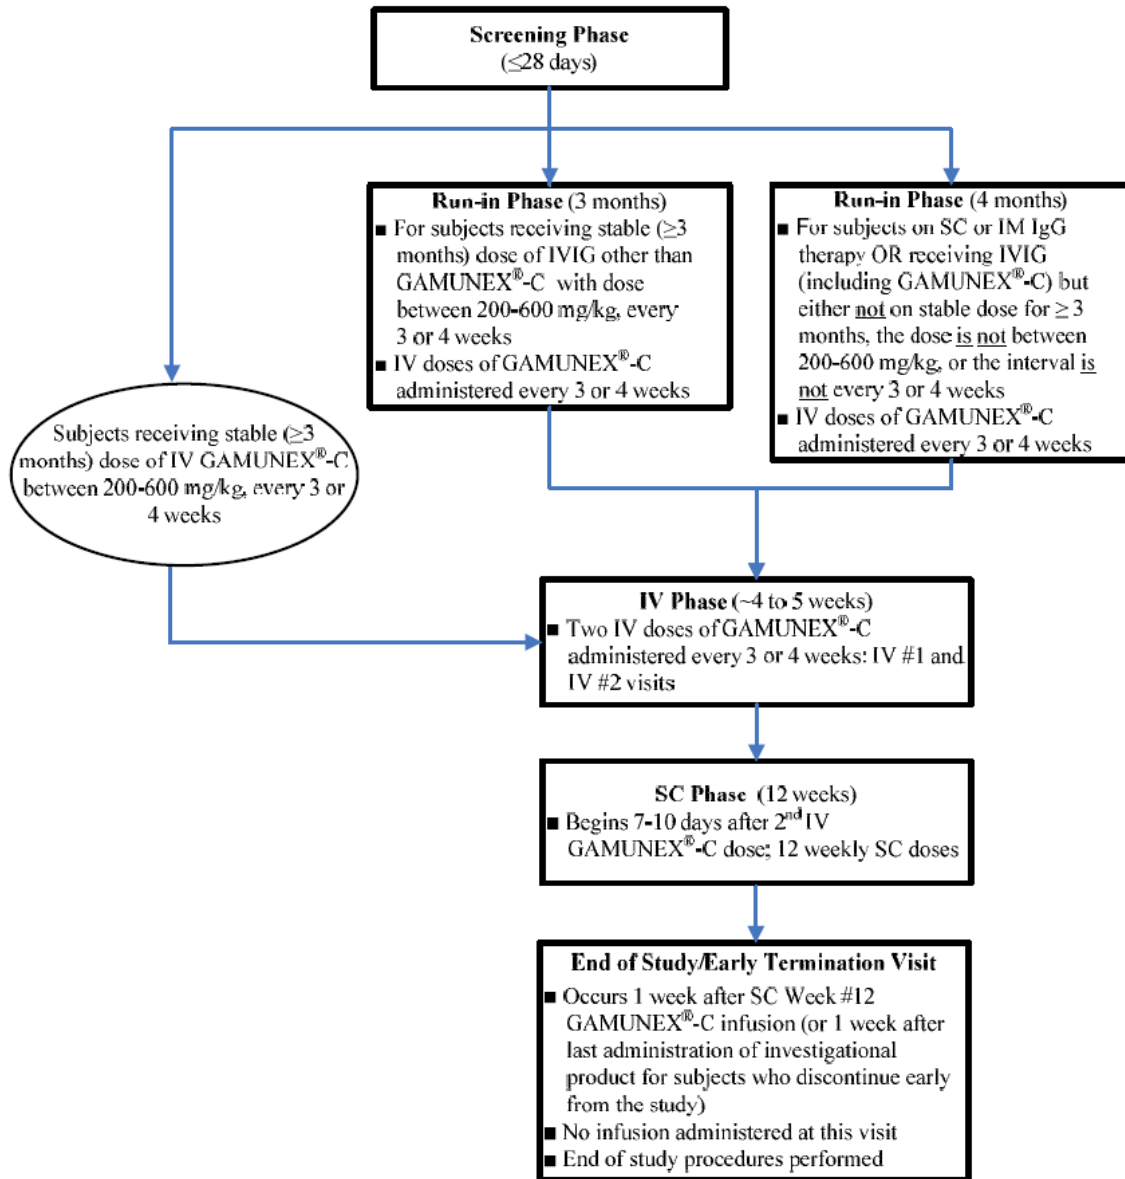 Screening Phase
(≤28 days)
Run-in Phase (3 months)
■ For subjects receiving stable (≥3
months) dose of IVIG other than
GAMUNEX®-C with dose
between 200-600 mg/kg, every
3 or 4 weeks
■ IV doses of GAMUNEX®-C
administered every 3 or 4 weeks
Run-in Phase (4 months)
■ For subjects on SC or IM IgG
therapy OR receiving IVIG
(including GAMUNEX®-C) but
either not on stable dose for ≥ 3
months, the dose is not between
200-600 mg/kg, or the interval is
not every 3 or 4 weeks
■ IV doses of GAMUNEX®-C
administered every 3 or 4 weeks
Subjects receiving stable (≥3
months) dose of IV GAMUNEX®-C
between 200-600 mg/kg, every 3 or
4 weeks
IV Phase (~4 to 5 weeks)
■ Two IV doses of GAMUNEX®-C
administered every 3 or 4 weeks: IV #1 and
IV #2 visits
SC Phase (12 weeks)
■ Begins 7-10 days after 2nd IV
GAMUNEX®-C dose; 12 weekly SC doses
End of Study/Early Termination Visit
■ Occurs 1 week after SC Week #12
GAMUNEX®-C infusion (or 1 week after
last administration of investigational
product for subjects who discontinue early
from the study)
■ No infusion administered at this visit
■ End of study procedures performed